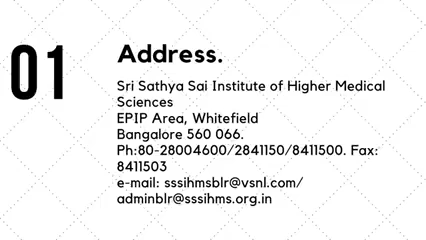 01
Address.
Sri Sathya Sai Institute of Higher Medical
Sciences
EPIP Area, Whitefield
Bangalore 560 066.
Ph:80-28004600/2841150/8411500. Fax:
8411503
e-mail: sssihmsblr@vsnl.com/
adminblr@sssihms.org.in